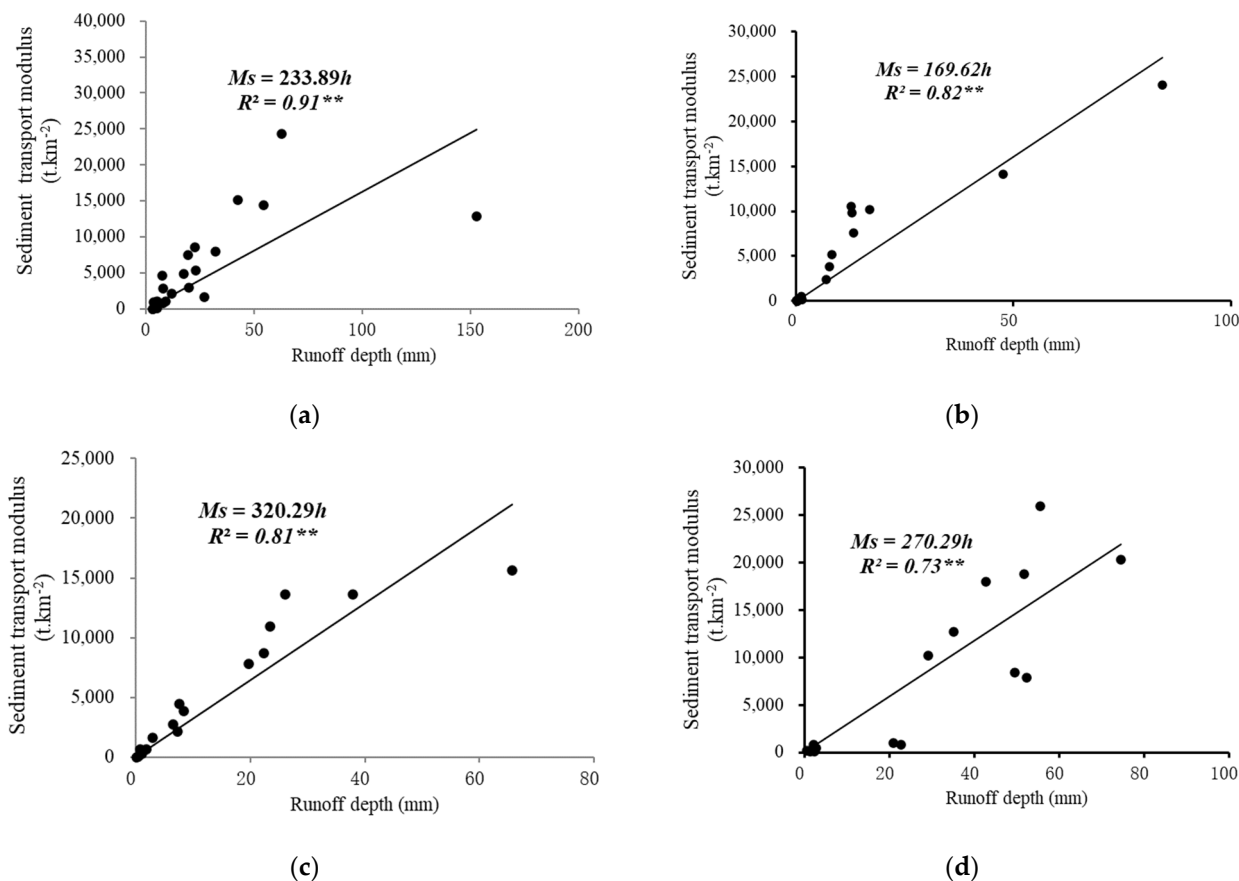 40,000
35,000
30,000
25,000
20,000
15,000
10,000
5,000
0
Sediment transport modulus
(t.km-2)
Ms = 233.89h
R² = 0.91**
0 50 100 150 200
Runoff depth (mm)
(a)
30,000
25,000
20,000
15,000
10,000
5,000
0
Sediment transport modulus
(t.km-2)
Ms = 169.62h
R² = 0.82**
0 50 100
Runoff depth (mm)
(b)
25,000
20,000
15,000
10,000
5,000
0
Sediemnt transport modulus
(t.km-2)
Ms = 320.29h
R² = 0.81**
0 20 40 60 80
Runoff depth (mm)
(c)
30,000
25,000
20,000
15,000
10,000
5,000
0
Sediment transport modulus
(t.km-2)
Ms = 270.29h
R² = 0.73**
0 20 40 60 80 100
Runoff depth (mm)
(d)